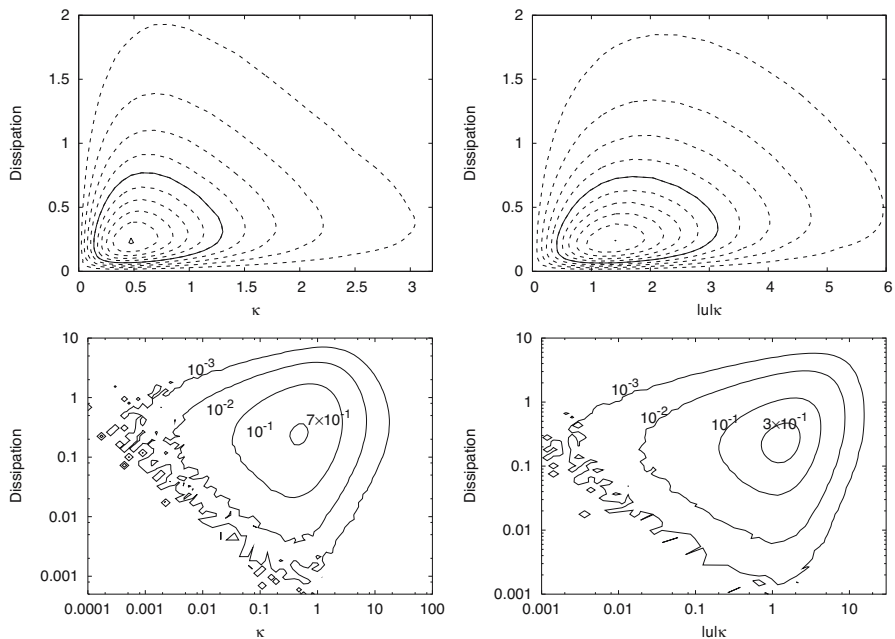 2
1.5
1
0.5
0
Dissipation
0 0.5 1 1.5 2 2.5 3
κ
2
1.5
1
0.5
0
Dissipation
0 1 2 3 4 5 6
|u|κ
10
1
0.1
0.01
0.001
Dissipation
10⁻³
10⁻²
10⁻¹
7×10⁻¹
0.0001 0.001 0.01 0.1 1 10 100
κ
10
1
0.1
0.01
0.001
Dissipation
10⁻³
10⁻²
10⁻¹
3×10⁻¹
0.001 0.01 0.1 1 10
|u|κ